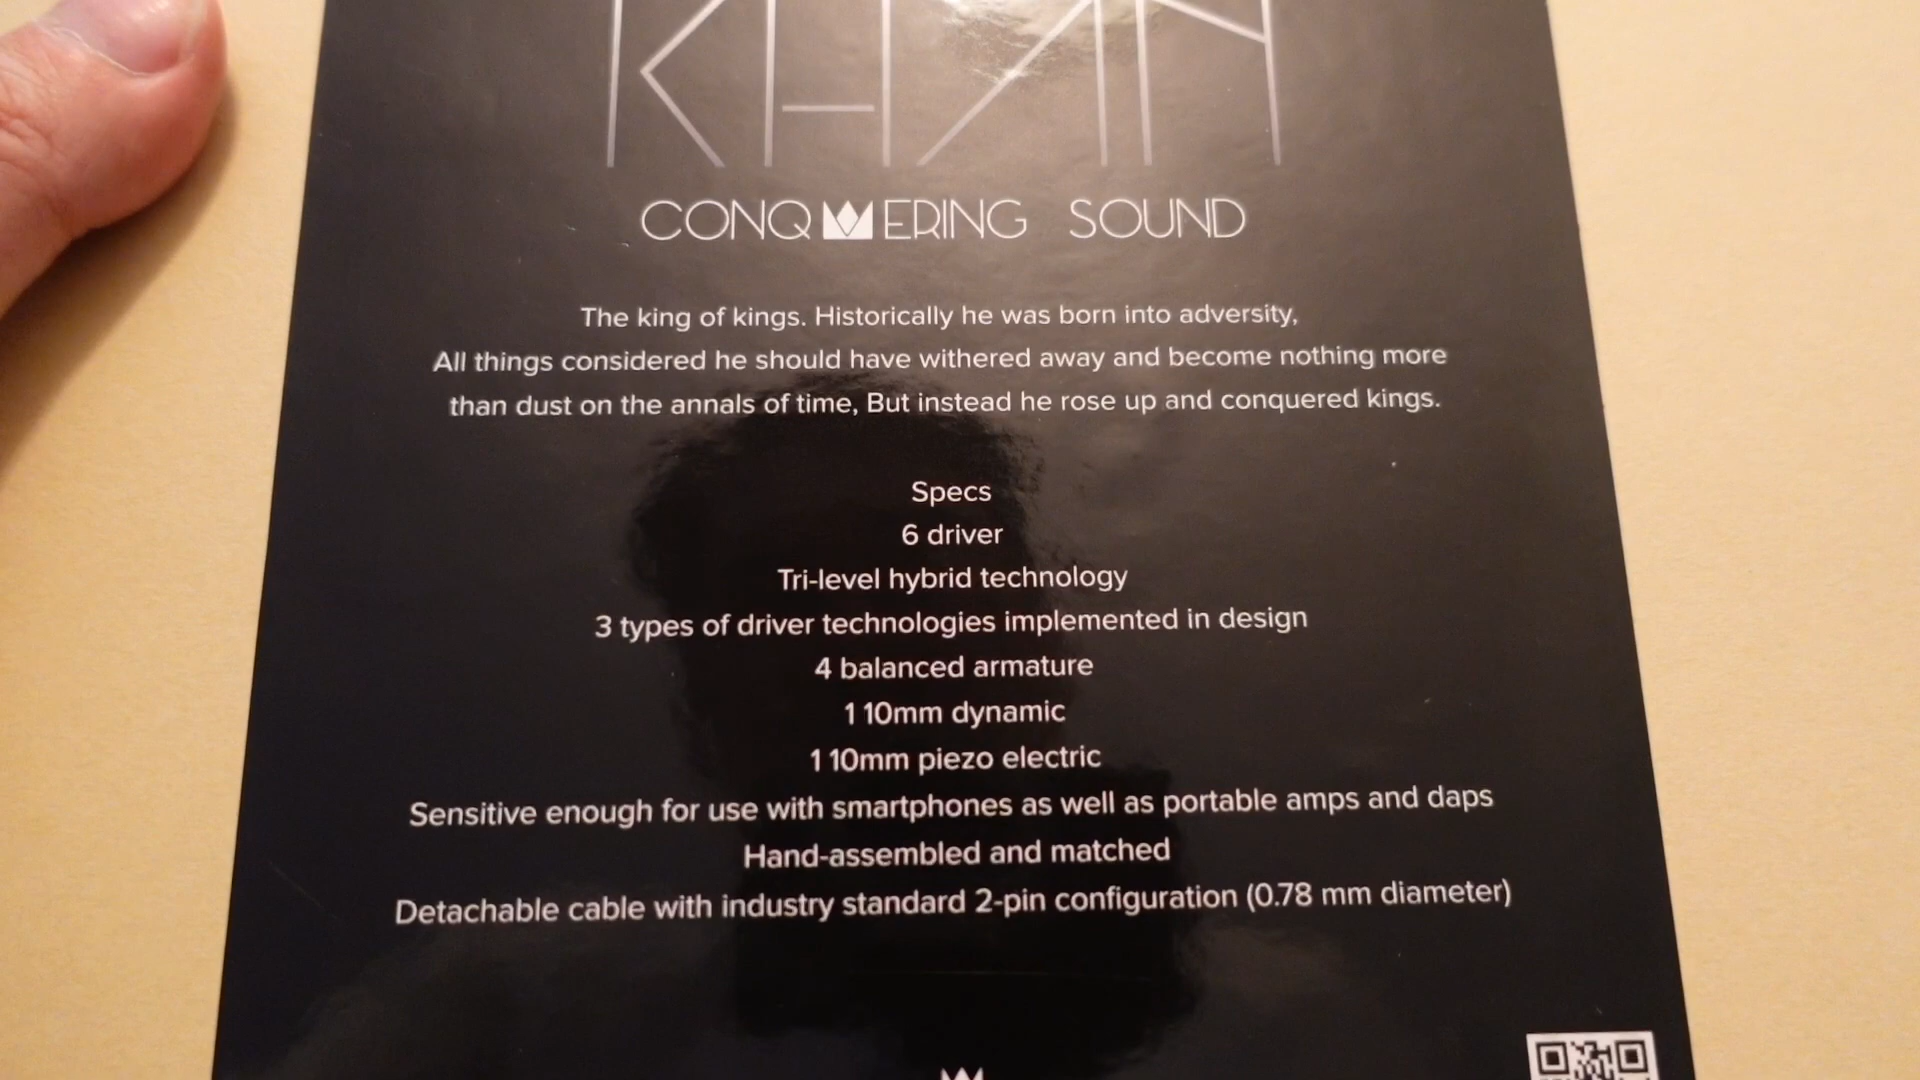 KHAN
CONQUERING SOUND
The king of kings. Historically he was born into adversity,
All things considered he should have withered away and become nothing more
than dust on the annals of time, But instead he rose up and conquered kings.
Specs
6 driver
Tri-level hybrid technology
3 types of driver technologies implemented in design
4 balanced armature
1 10mm dynamic
1 10mm piezo electric
Sensitive enough for use with smartphones as well as portable amps and daps
Hand-assembled and matched
Detachable cable with industry standard 2-pin configuration (0.78 mm diameter)